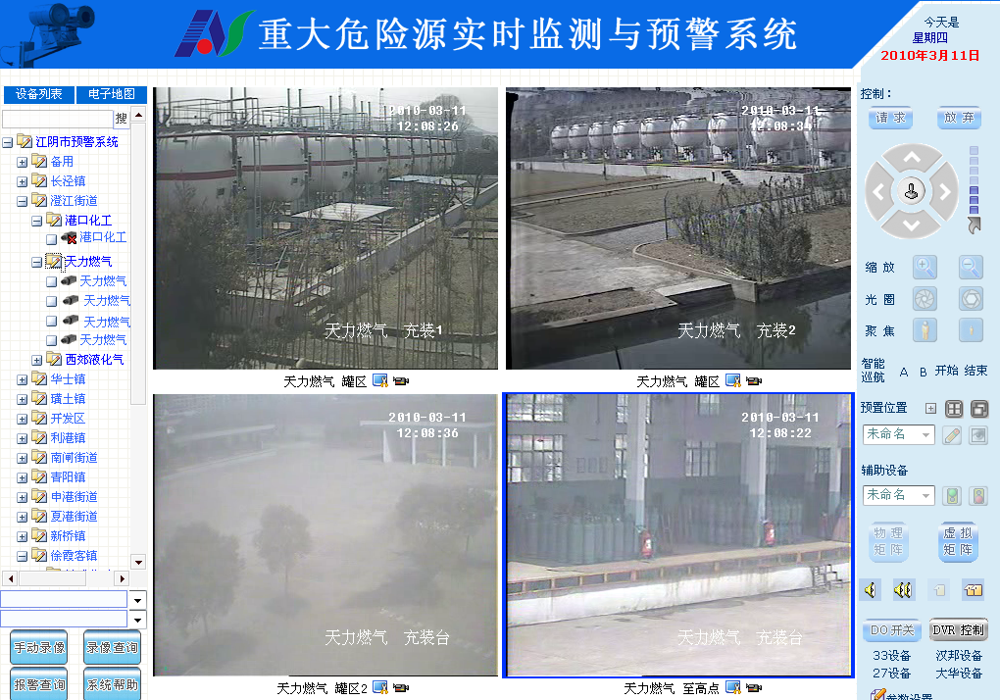 重大危险源实时监测与预警系统
今天是
星期四
2010年3月11日
设备列表
电子地图
搜
江阴市预警系统
备用
长泾镇
澄江街道
港口化工
港口化工
天力燃气
天力燃气
天力燃气
天力燃气
天力燃气
西郊液化气
华士镇
璜土镇
开发区
利港镇
南闸街道
青阳镇
申港街道
夏港街道
新桥镇
徐霞客镇
手动录像
录像查询
报警查询
系统帮助
2010-03-11
12:08:26
天力燃气 充装1
天力燃气 罐区
2010-03-11
天力燃气 充装2
天力燃气 罐区
2010-03-11
12:08:36
天力燃气 充装台
天力燃气 罐区2
2010-03-11
12:08:22
天力燃气 充装台
天力燃气 至高点
控制：
请求
放弃
缩放
光圈
聚焦
智能
巡航
A B 开始 结束
预置位置
未命名
辅助设备
未命名
物理
矩阵
虚拟
矩阵
DO开关
DVR 控制
33设备
汉邦设备
27设备
大华设备
参数设置